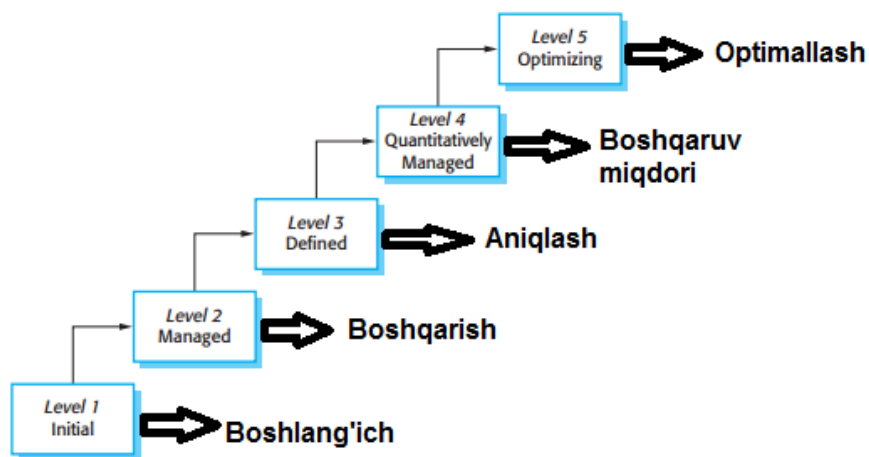 Level 5
Optimizing
Optimallash
Level 4
Quantitatively
Managed
Boshqaruv
miqdori
Level 3
Defined
Aniqlash
Level 2
Managed
Boshqarish
Level 1
Initial
Boshlang'ich